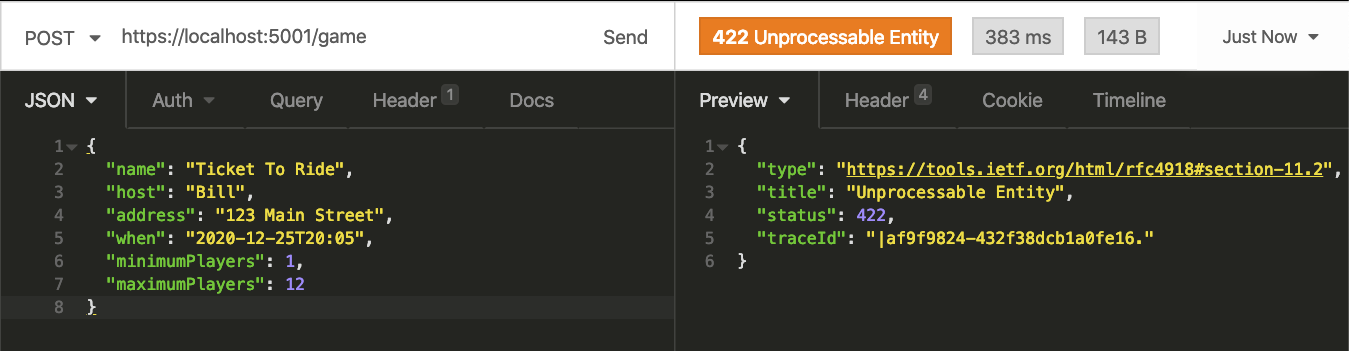 POST https://localhost:5001/game Send 422 Unprocessable Entity 383 ms 143 B Just Now
JSON Auth Query Header 1 Docs
Preview Header 4 Cookie Timeline
1 {
2 "name": "Ticket To Ride",
3 "host": "Bill",
4 "address": "123 Main Street",
5 "when": "2020-12-25T20:05",
6 "minimumPlayers": 1,
7 "maximumPlayers": 12
8 }
1 {
2 "type": "https://tools.ietf.org/html/rfc4918#section-11.2",
3 "title": "Unprocessable Entity",
4 "status": 422,
5 "traceId": "|af9f9824-432f38dcb1a0fe16."
6 }